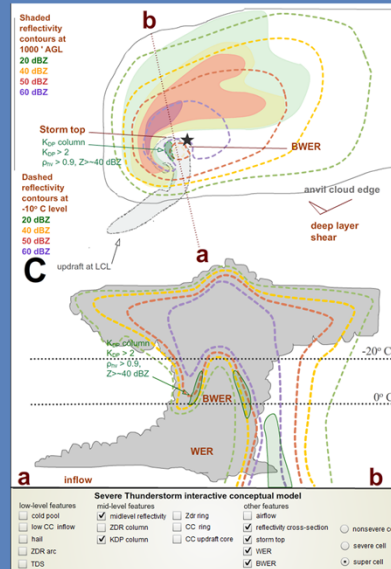 b
Shaded
reflectivity
contours at
1000 ' AGL
20 dBZ
40 dBZ
50 dBZ
60 dBZ
Storm top
KDP column
KDP > 2
ρhv > 0.9, Z>~40 dBZ
BWER
Dashed
reflectivity
contours at
-10° C level
20 dBZ
40 dBZ
50 dBZ
60 dBZ
anvil cloud edge
deep layer
shear
updraft at LCL
a
C
-20° C
KDP column
KDP > 2
ρhv > 0.9,
Z>~40 dBZ
BWER
0° C
WER
a
inflow
b
Severe Thunderstorm interactive conceptual model
low-level features
mid-level features
other features
cold pool
midlevel reflectivity
Zdr ring
airflow
low CC inflow
ZDR column
CC ring
reflectivity cross-section
nonsevere c
hail
KDP column
CC updraft core
storm top
severe cell
ZDR arc
WER
TDS
BWER
super cell